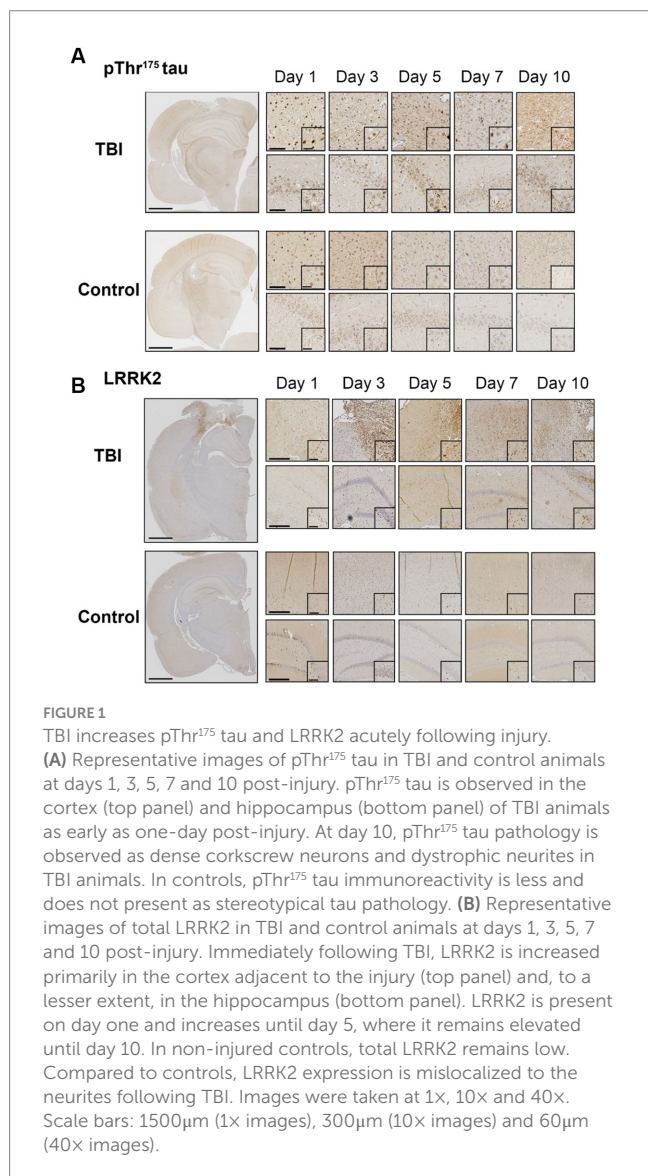 A
pThr¹⁷⁵ tau
Day 1 Day 3 Day 5 Day 7 Day 10
TBI
Control
B
LRRK2
Day 1 Day 3 Day 5 Day 7 Day 10
TBI
Control
FIGURE 1
TBI increases pThr¹⁷⁵ tau and LRRK2 acutely following injury.
(A) Representative images of pThr¹⁷⁵ tau in TBI and control animals
at days 1, 3, 5, 7 and 10 post-injury. pThr¹⁷⁵ tau is observed in the
cortex (top panel) and hippocampus (bottom panel) of TBI animals
as early as one-day post-injury. At day 10, pThr¹⁷⁵ tau pathology is
observed as dense corkscrew neurons and dystrophic neurites in
TBI animals. In controls, pThr¹⁷⁵ tau immunoreactivity is less and
does not present as stereotypical tau pathology. (B) Representative
images of total LRRK2 in TBI and control animals at days 1, 3, 5, 7
and 10 post-injury. Immediately following TBI, LRRK2 is increased
primarily in the cortex adjacent to the injury (top panel) and, to a
lesser extent, in the hippocampus (bottom panel). LRRK2 is present
on day one and increases until day 5, where it remains elevated
until day 10. In non-injured controls, total LRRK2 remains low.
Compared to controls, LRRK2 expression is mislocalized to the
neurites following TBI. Images were taken at 1×, 10× and 40×.
Scale bars: 1500μm (1× images), 300μm (10× images) and 60μm
(40× images).